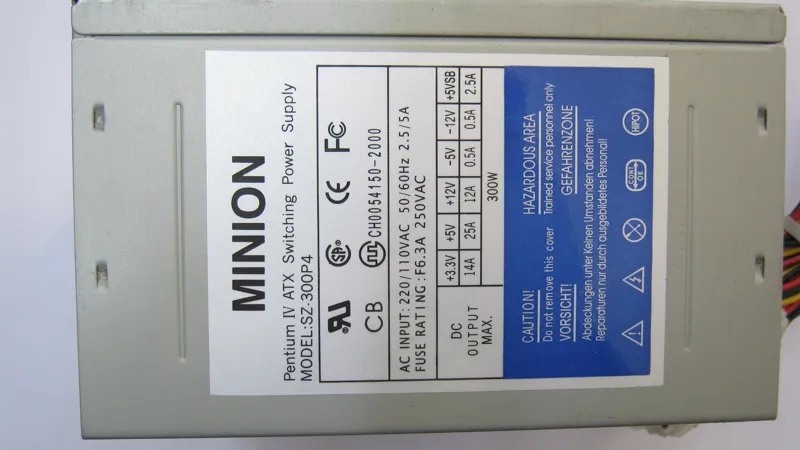 MINION
Pentium IV ATX Switching Power Supply
MODEL:SZ-300P4
CB
CH0054150-2000
CE FC
AC INPUT: 220/110VAC 50/60Hz 2.5/5A
FUSE RATING:F6.3A 250VAC
DC OUTPUT MAX.
+3.3V +5V +12V -5V -12V +5VSB
14A 25A 12A 0.5A 0.5A 2.5A
300W
CAUTION! HAZARDOUS AREA
Do not remove this cover Trained service personnel only
VORSICHT! GEFAHRENZONE
Abdeckungen unter Keinen Umstanden abnehmen!
Reparaturen nur durch ausgebildetes Personal!
CONT OK
HIPOT